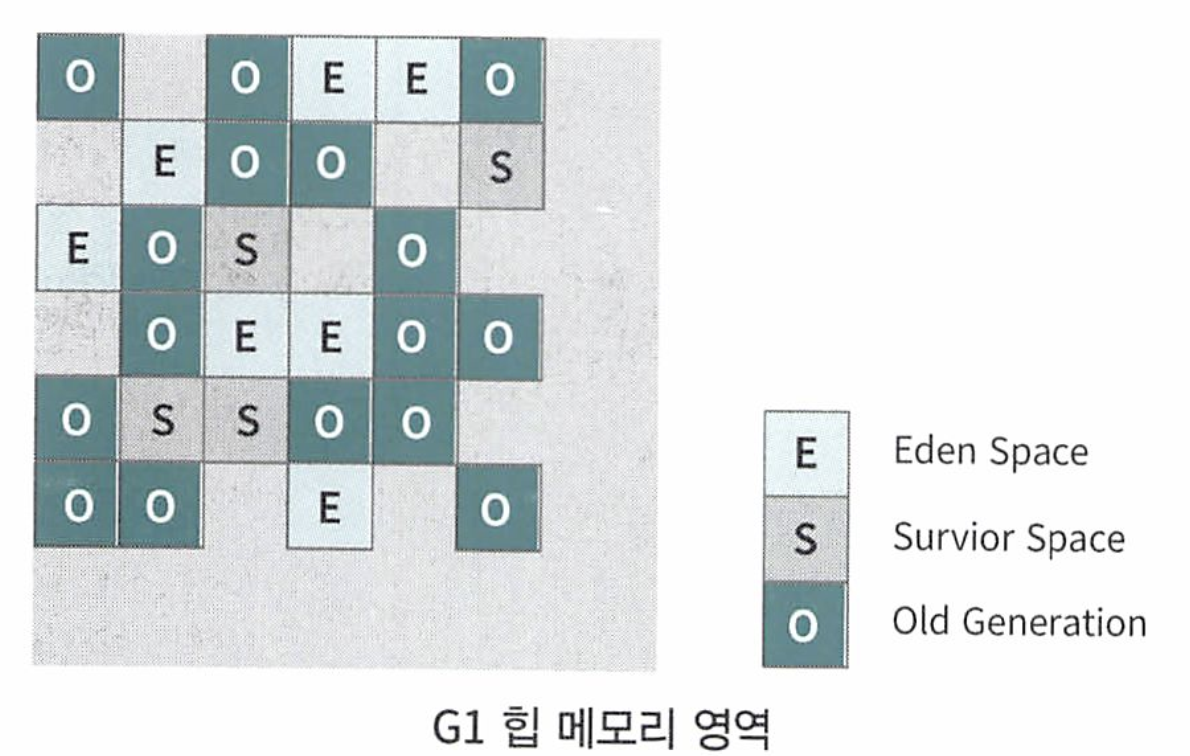 O O E E O
E O O S
E O S O
O E E O O
O S S O O
O O E O
E Eden Space
S Survior Space
O Old Generation
G1 힙 메모리 영역